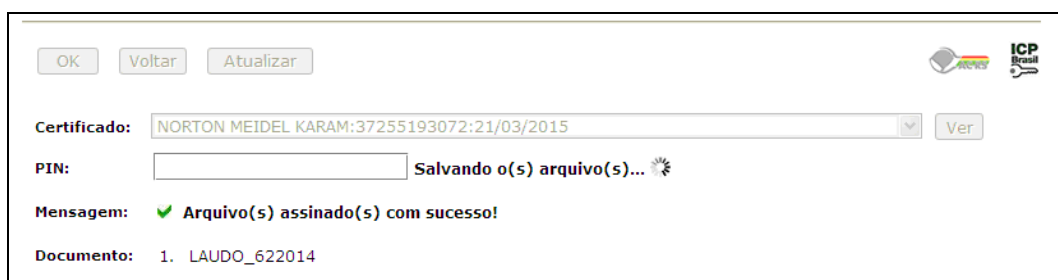 OK Voltar Atualizar
ICP
Brasil
Certificado: NORTON MEIDEL KARAM:37255193072:21/03/2015 Ver
PIN: Salvando o(s) arquivo(s)...
Mensagem: Arquivo(s) assinado(s) com sucesso!
Documento: 1. LAUDO_622014